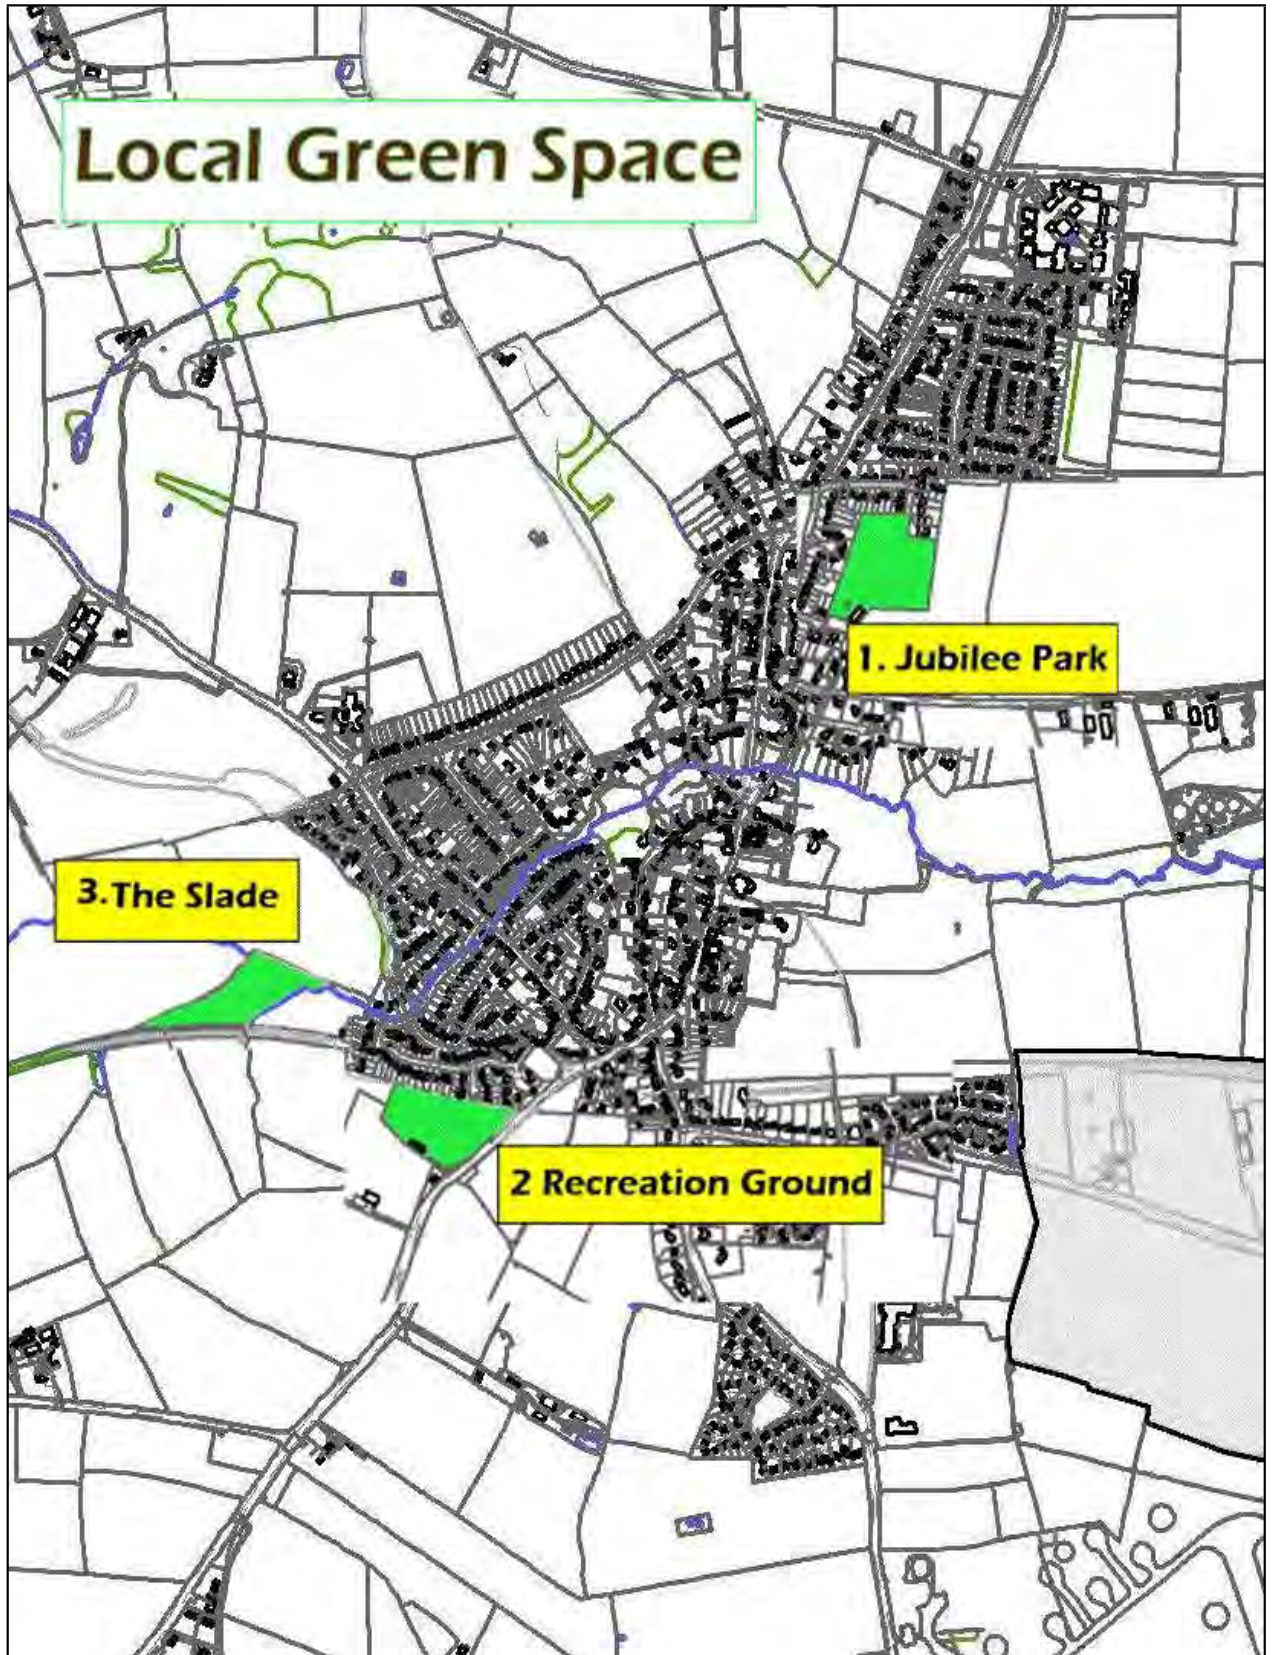 Local Green Space
1. Jubilee Park
3.The Slade
2 Recreation Ground